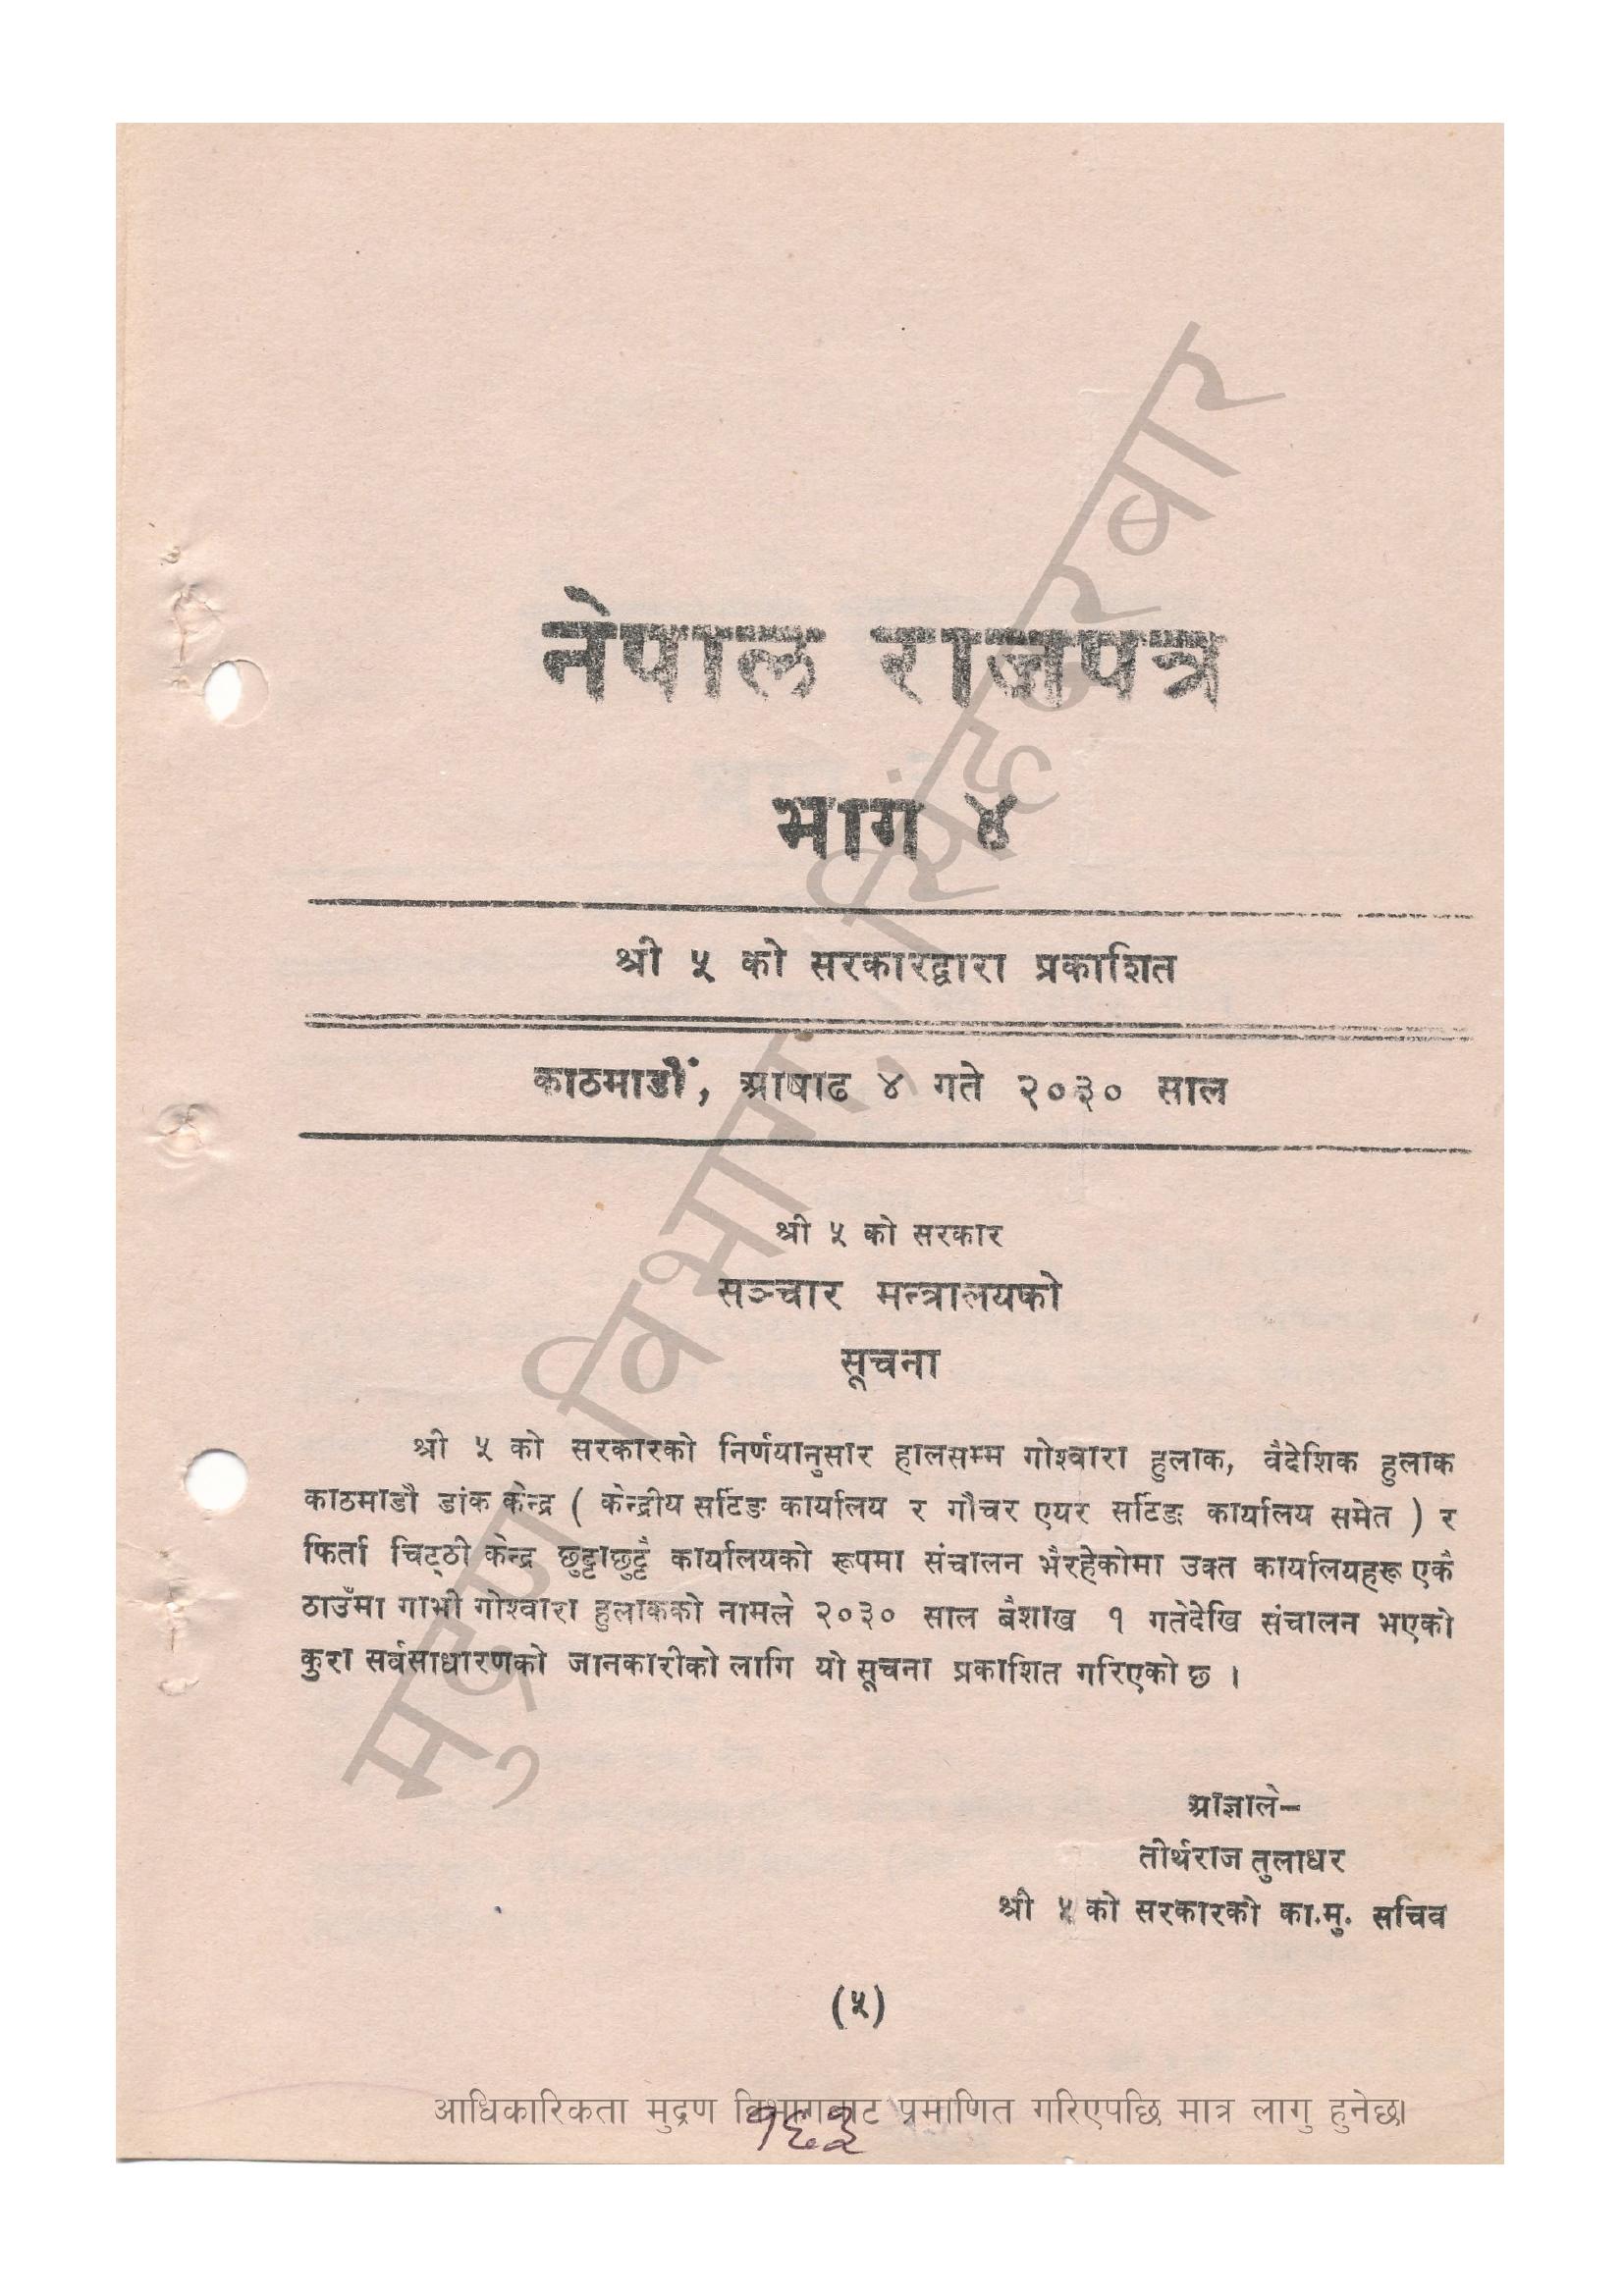 नेपाल राजपत्र
भाग ४
श्री ५ को सरकारद्वारा प्रकाशित
काठमाडौं, आषाढ ४ गते २०३० साल
श्री ५ को सरकार
सञ्चार मन्त्रालयको
सूचना
श्री ५ को सरकारको निर्णयानुसार हालसम्म गोश्वारा हुलाक, वैदेशिक हुलाक
काठमाडौ डांक केन्द्र ( केन्द्रीय सर्टिङ कार्यालय र गौचर एयर सर्टिङ कार्यालय समेत ) र
फिर्ता चिट्ठी केन्द्र छुट्टाछुट्टै कार्यालयको रूपमा संचालन भैरहेकोमा उक्त कार्यालयहरू एकै
ठाउँमा गाभी गोश्वारा हुलाकको नामले २०३० साल बैशाख १ गतेदेखि संचालन भएको
कुरा सर्वसाधारणको जानकारीको लागि यो सूचना प्रकाशित गरिएको छ ।
आज्ञाले–
तीर्थराज तुलाधर
श्री ५ को सरकारको का.मु. सचिव
(५)
आधिकारिकता मुद्रण विभागबाट प्रमाणित गरिएपछि मात्र लागु हुनेछ।
१६३
मुद्रण विभाग, सिंहदरबार